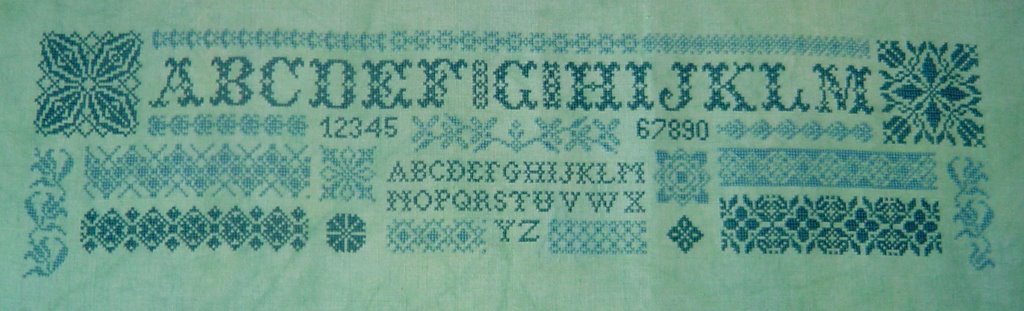 ABCDEFGHIJKLM
12345 67890
ABCDEFGHIJKLM
NOPQRSTUVWX
YZ